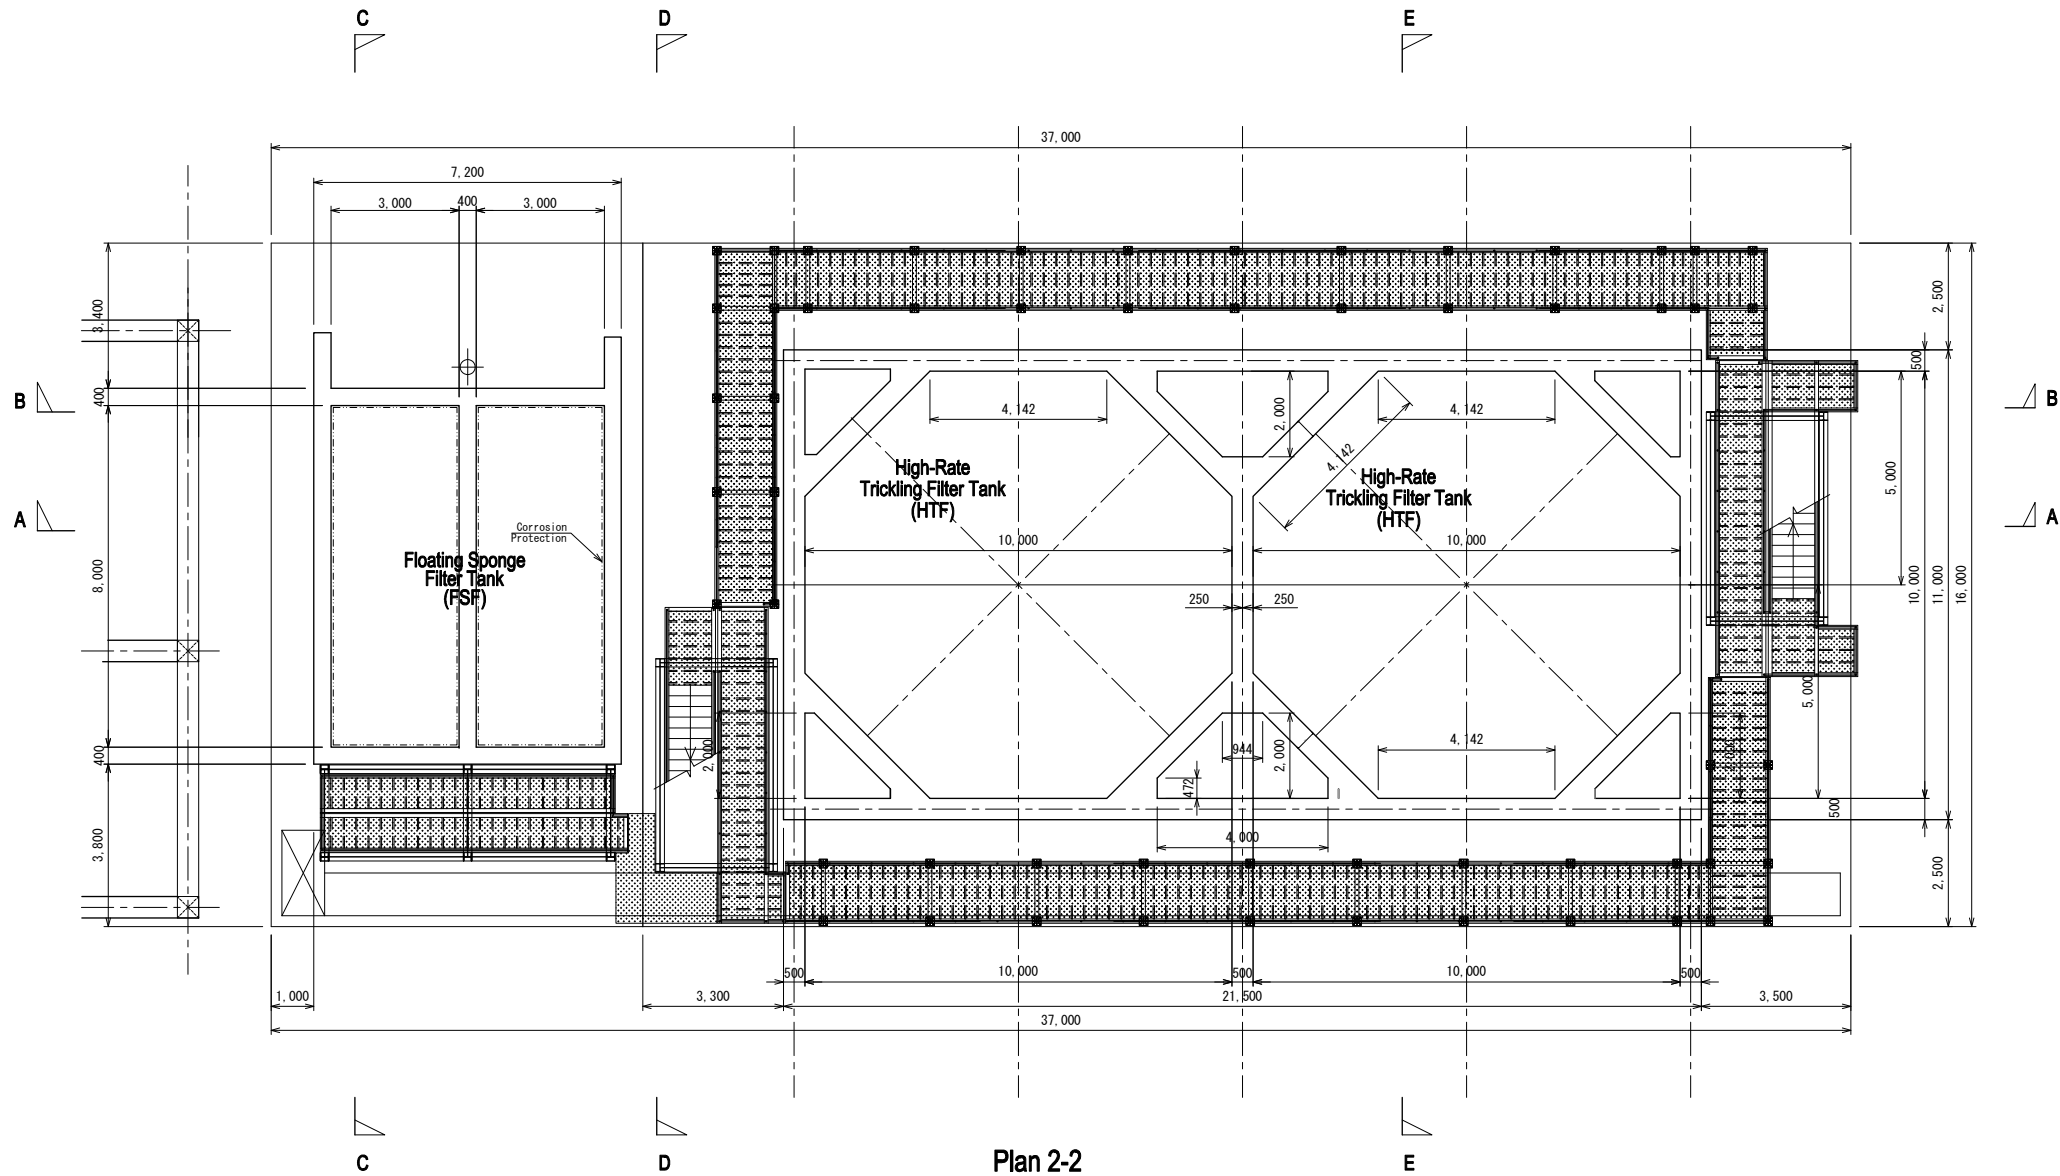 C
D
E
37,000
7,200
3,000
400
3,000
3,400
400
8,000
400
3,800
2,500
500
5,000
10,000
11,000
16,000
5,000
500
2,500
B
B
A
A
4,142
2,000
4,142
4,142
High-Rate
Trickling Filter Tank
(HTF)
High-Rate
Trickling Filter Tank
(HTF)
Corrosion
Protection
Floating Sponge
Filter Tank
(FSF)
10,000
10,000
250
250
2,000
944
2,000
472
4,142
4,000
500
10,000
500
10,000
500
1,000
3,300
21,500
3,500
37,000
C
D
E
Plan 2-2